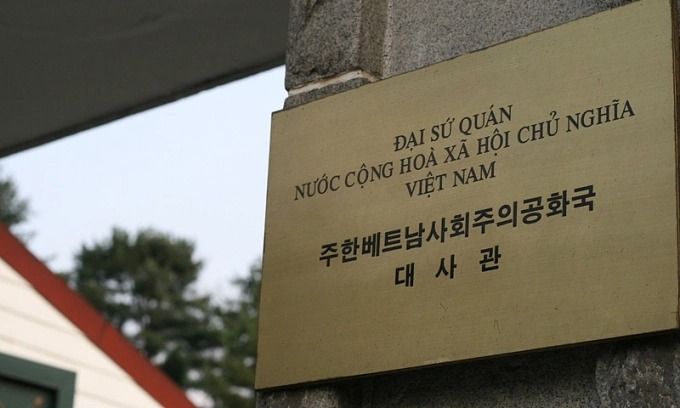 ĐẠI SỨ QUÁN
NƯỚC CỘNG HOÀ XÃ HỘI CHỦ NGHĨA
VIỆT NAM
주한베트남사회주의공화국
대 사 관